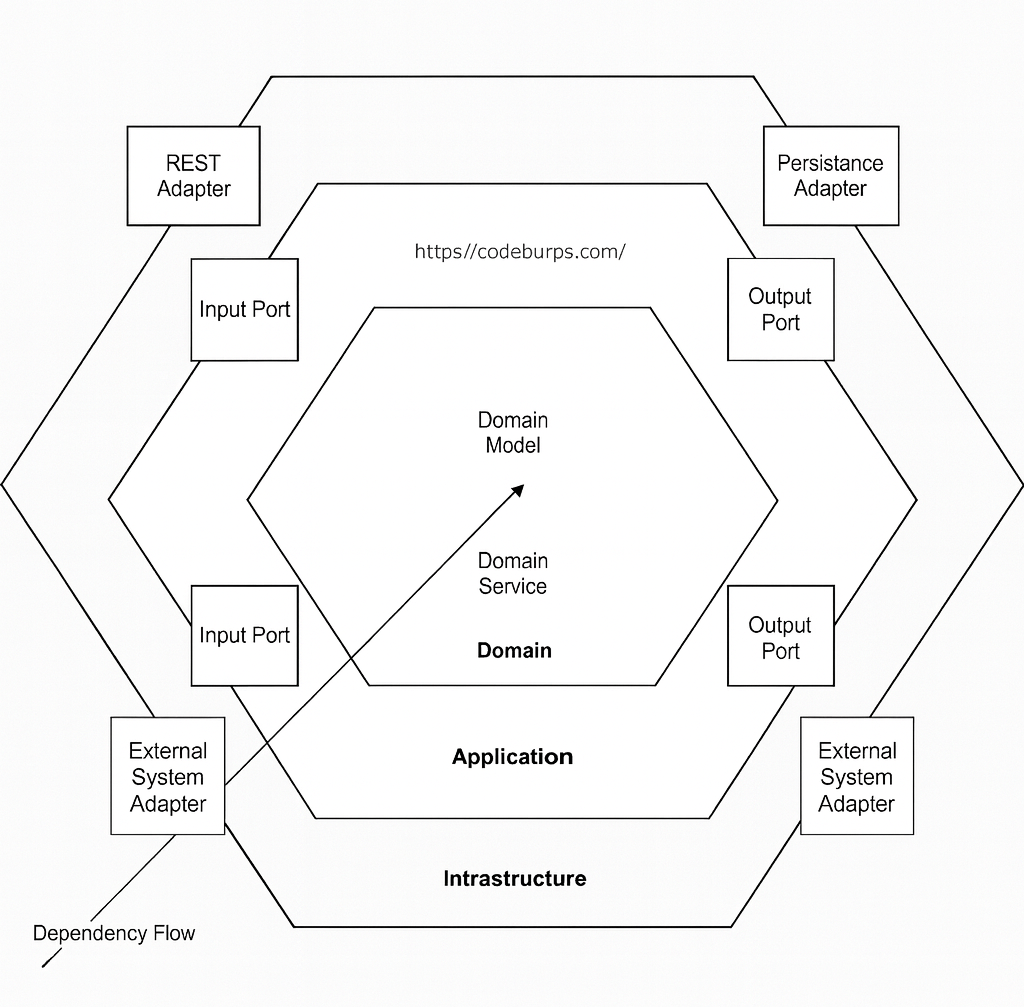 REST
Adapter
Persistance
Adapter
https//codeburps.com/
Input Port
Output
Port
Domain
Model
Domain
Service
Domain
Input Port
Output
Port
External
System
Adapter
Application
External
System
Adapter
Intrastructure
Dependency Flow